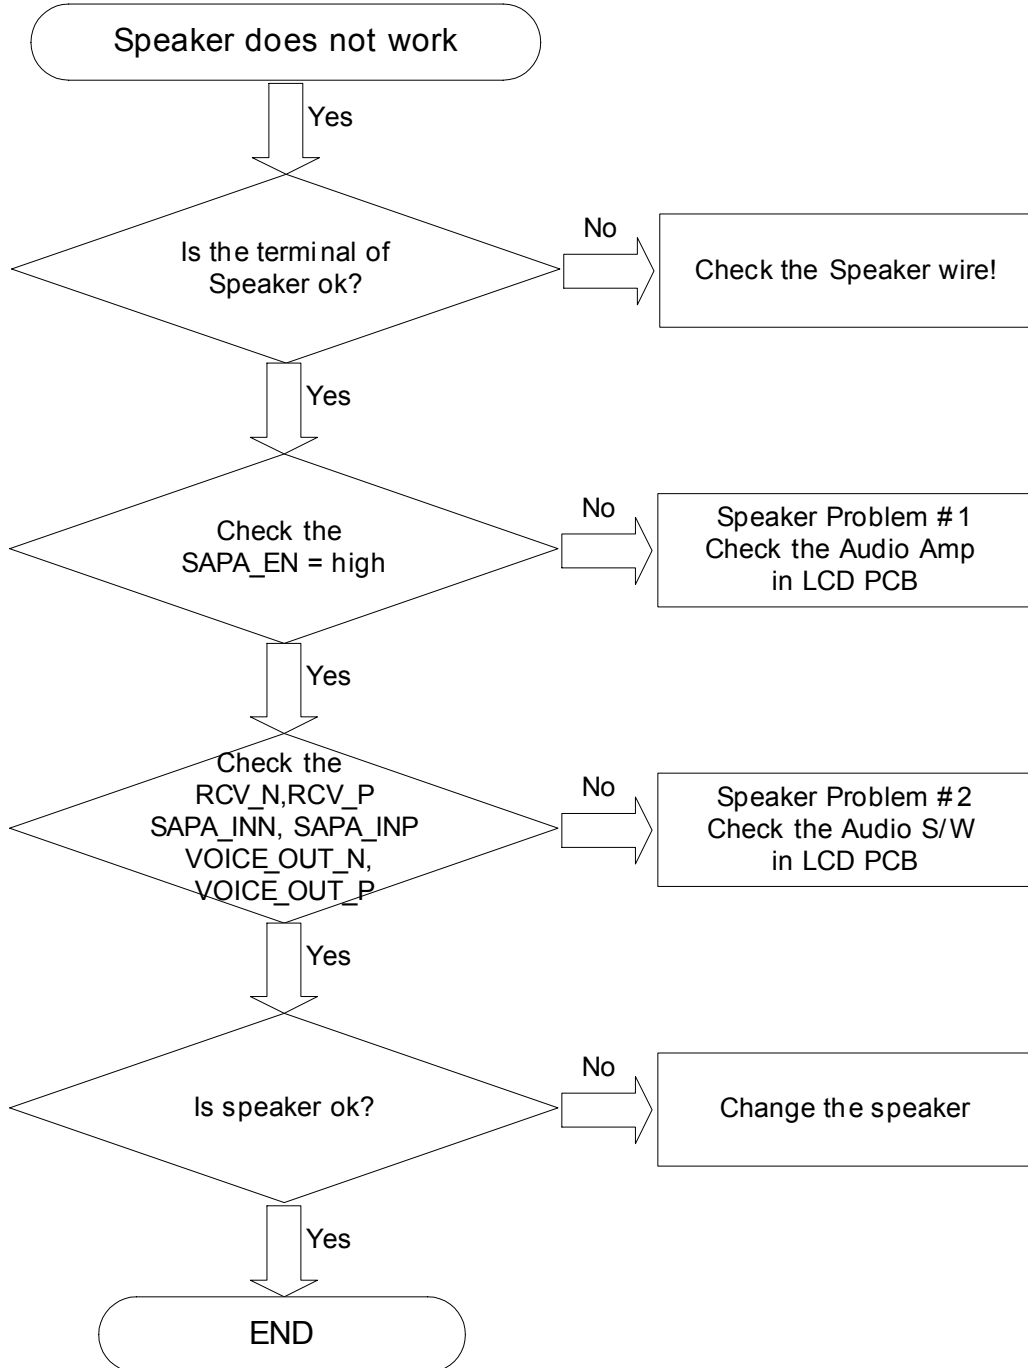 Speaker does not work
Yes
Is the terminal of
Speaker ok?
No
Check the Speaker wire!
Yes
Check the
SAPA_EN = high
No
Speaker Problem #1
Check the Audio Amp
in LCD PCB
Yes
Check the
RCV_N,RCV_P
SAPA_INN, SAPA_INP
VOICE_OUT_N,
VOICE_OUT_P
No
Speaker Problem #2
Check the Audio S/W
in LCD PCB
Yes
Is speaker ok?
No
Change the speaker
Yes
END